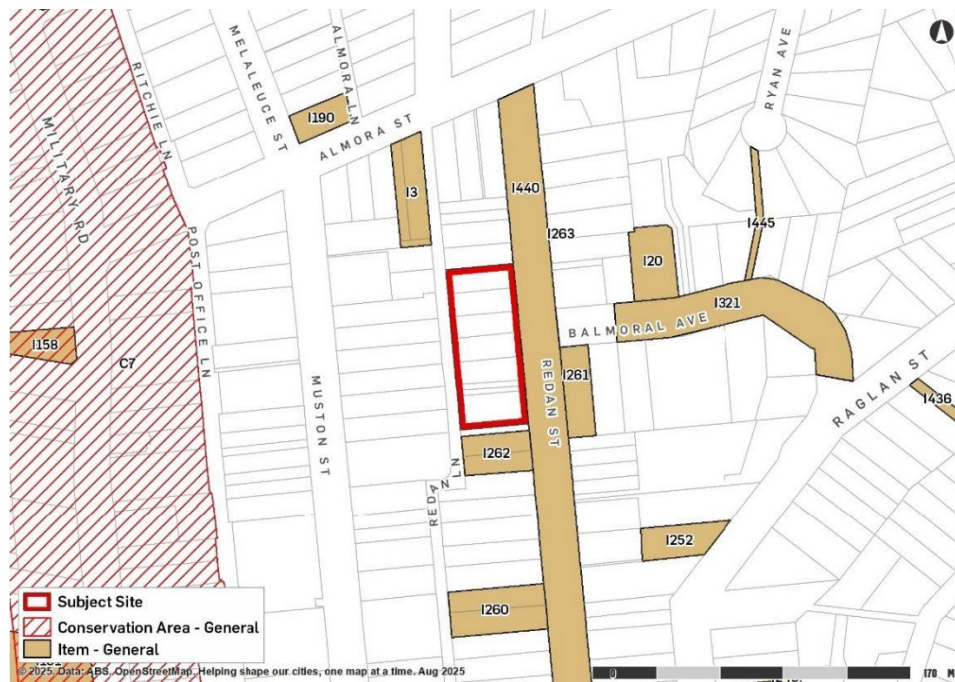 RITCHIE LN
MELALEUCE ST
ALMORA LN
RYAN AVE
MILITARY RD
I190
ALMORA ST
I3
I440
I263
I445
POST OFFICE LN
I20
I321
BALMORAL AVE
I158
C7
I261
REDAN ST
RAGLAN ST
I436
MUSTON ST
I262
REDAN LN
I252
I260
Subject Site
Conservation Area - General
Item - General
© 2025. Data: ABS, OpenStreetMap. Helping shape our cities, one map at a time. Aug 2025
0
170 M